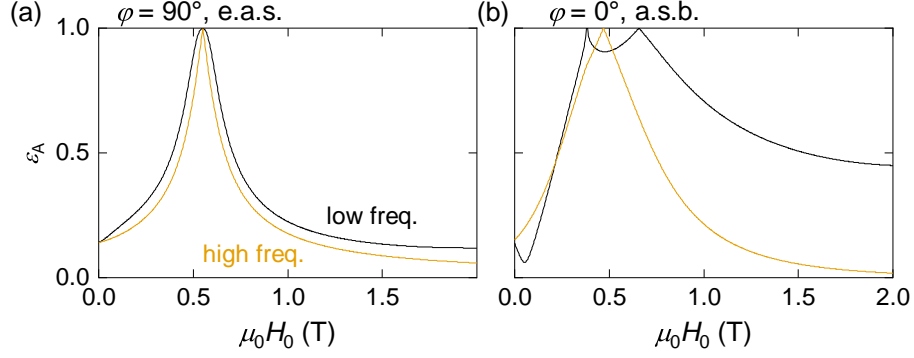 (a) φ = 90°, e.a.s.
(b) φ = 0°, a.s.b.
1.0
0.5
0.0
ε_A
low freq.
high freq.
0.0 0.5 1.0 1.5
μ₀H₀ (T)
0.0 0.5 1.0 1.5 2.0
μ₀H₀ (T)